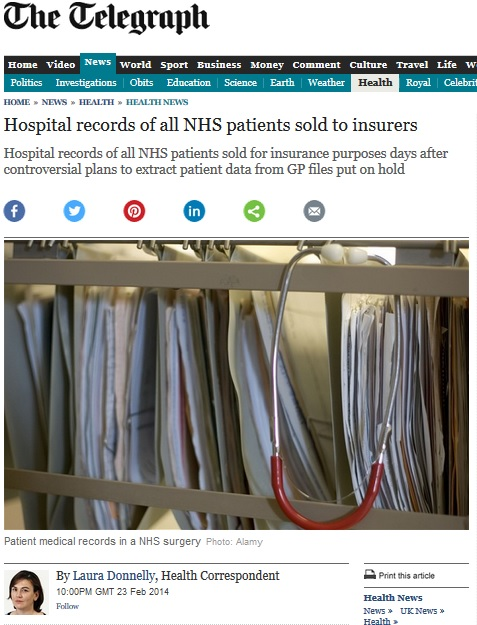 The Telegraph
Home Video News World Sport Business Money Comment Culture Travel Life
Politics Investigations Obits Education Science Earth Weather Health Royal
HOME » NEWS » HEALTH » HEALTH NEWS
Hospital records of all NHS patients sold to insurers
Hospital records of all NHS patients sold for insurance purposes days after
controversial plans to extract patient data from GP files put on hold
Patient medical records in a NHS surgery Photo: Alamy
By Laura Donnelly, Health Correspondent
10:00PM GMT 23 Feb 2014
Follow
Print this article
Health News
News » UK News »
Health »